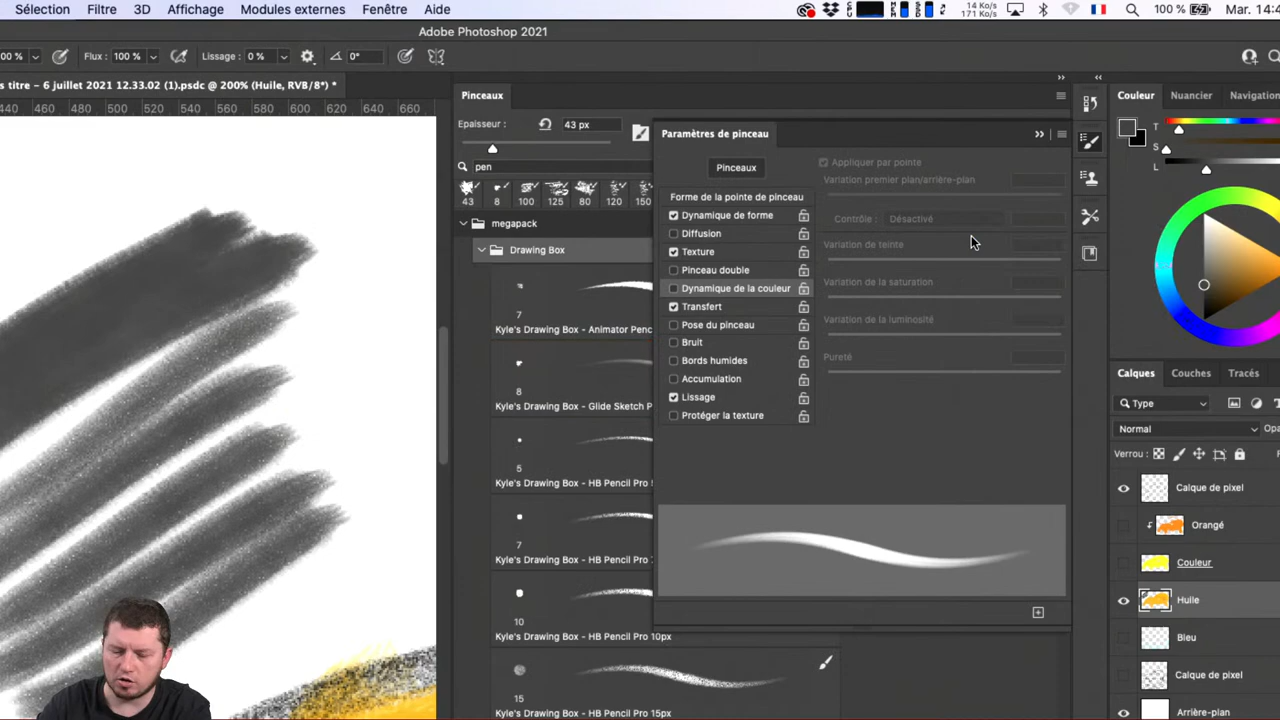 Sélection Filtre 3D Affichage Modules externes Fenêtre Aide
14 Ko/s
171 Ko/s
100 %
Mar. 14:4
Adobe Photoshop 2021
00 % Flux : 100 % Lissage : 0 % 0°
s titre – 6 juillet 2021 12.33.02 (1).psdc @ 200% (Huile, RVB/8*) *
440 460 480 500 520 540 560 580 600 620 640 660
Pinceaux
Epaisseur : 43 px
pen
43 8 100 125 80 120 150
megapack
Drawing Box
7
Kyle's Drawing Box - Animator Penc
8
Kyle's Drawing Box - Glide Sketch P
5
Kyle's Drawing Box - HB Pencil Pro
7
Kyle's Drawing Box - HB Pencil Pro
10
Kyle's Drawing Box - HB Pencil Pro 10px
15
Kyle's Drawing Box - HB Pencil Pro 15px
Paramètres de pinceau
Pinceaux
Forme de la pointe de pinceau
Dynamique de forme
Diffusion
Texture
Pinceau double
Dynamique de la couleur
Transfert
Pose du pinceau
Bruit
Bords humides
Accumulation
Lissage
Protéger la texture
Appliquer par pointe
Variation premier plan/arrière-plan
Contrôle : Désactivé
Variation de teinte
Variation de la saturation
Variation de la luminosité
Pureté
Couleur Nuancier Navigation
T
S
L
Calques Couches Tracés
Type
Normal Opa
Verrou :
Calque de pixel
Orangé
Couleur
Huile
Bleu
Calque de pixel
Arrière-plan